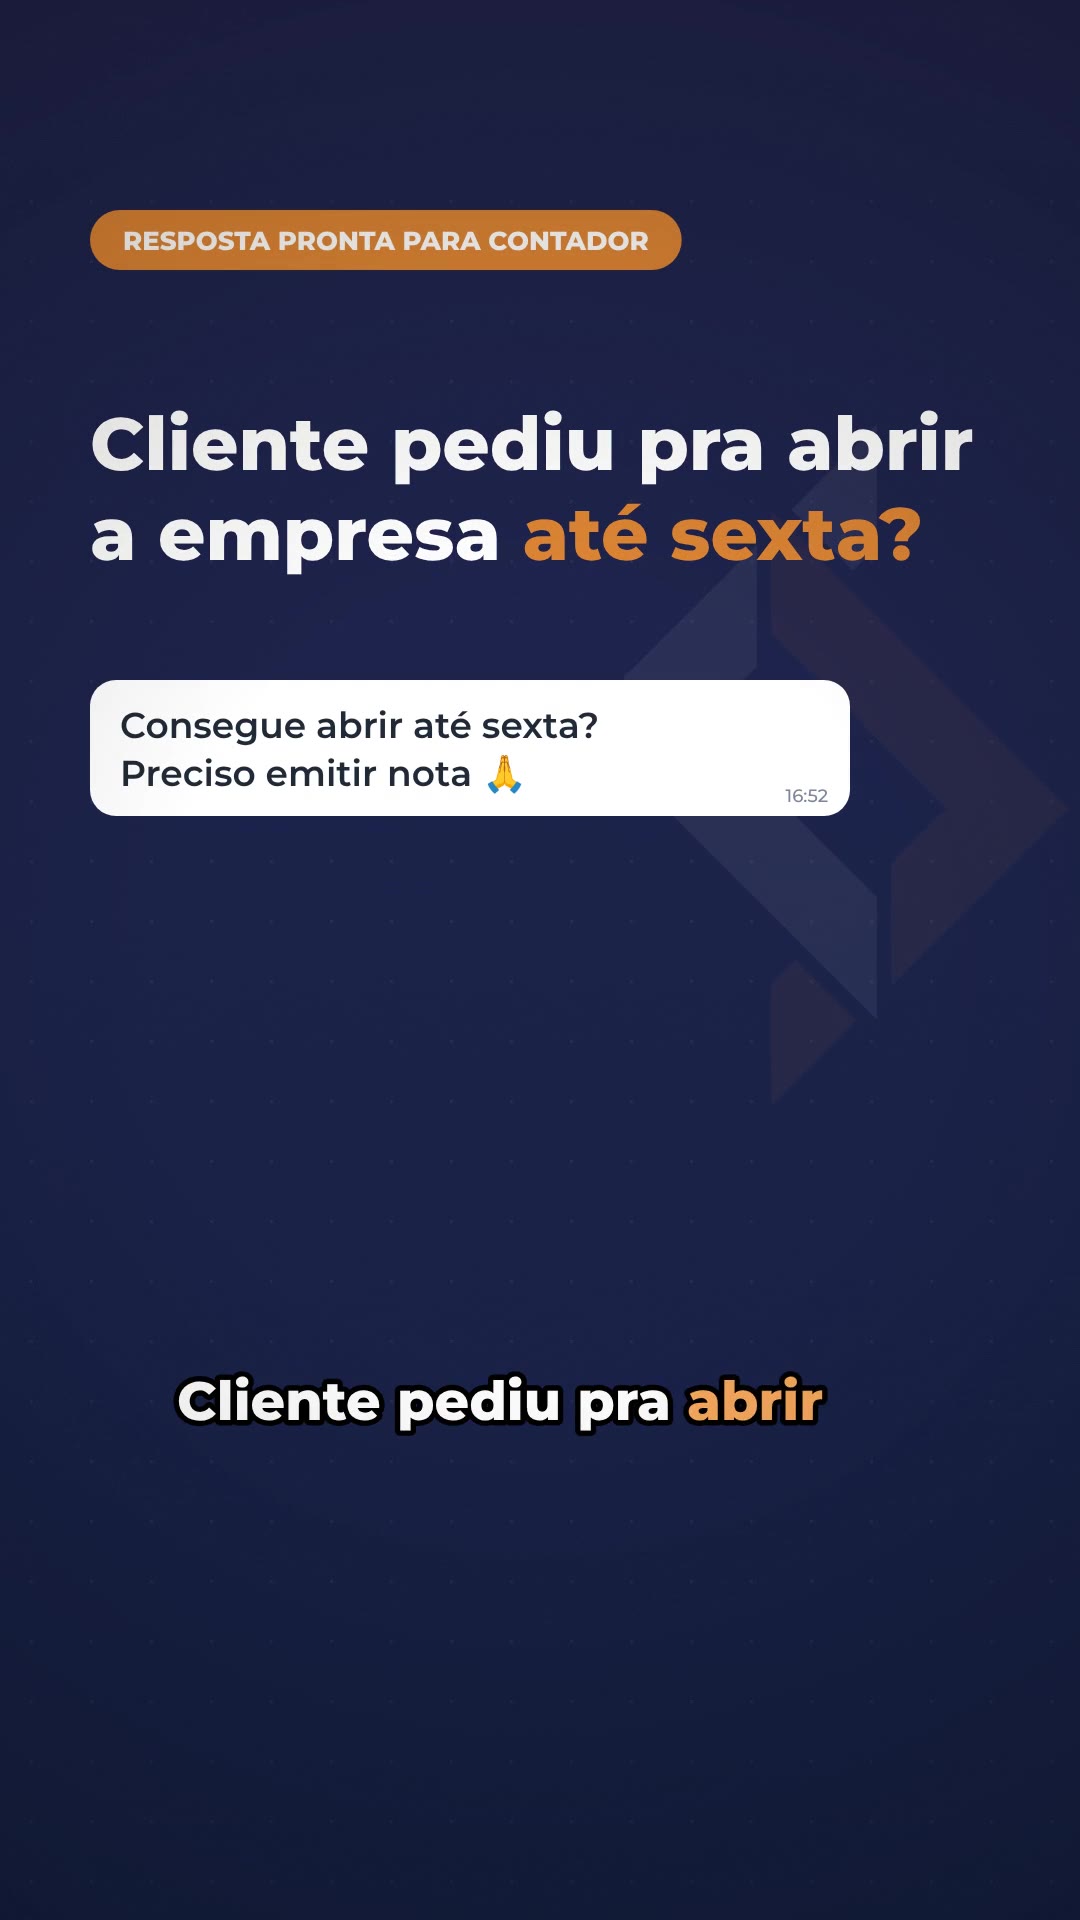 RESPOSTA PRONTA PARA CONTADOR
Cliente pediu pra abrir
a empresa até sexta?
Consegue abrir até sexta?
Preciso emitir nota 🙏
16:52
Cliente pediu pra abrir